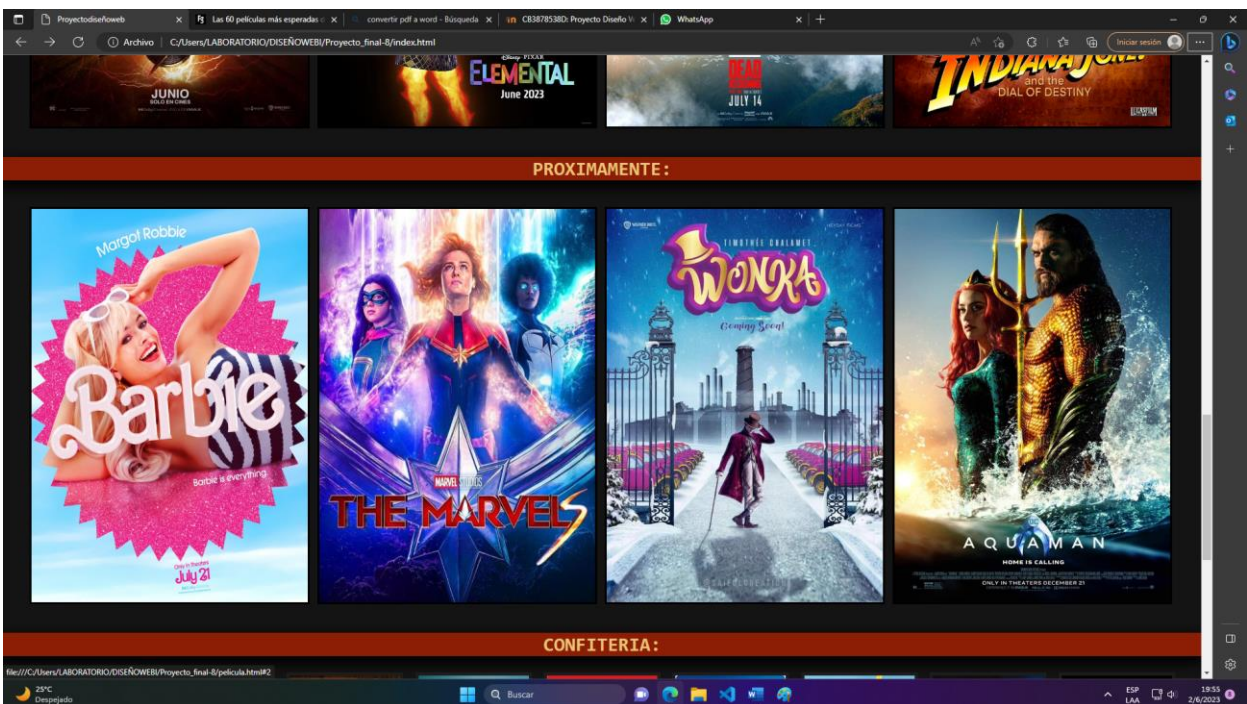 Proyectodiseñoweb
Las 60 películas más esperadas d
convertir pdf a word - Búsqueda
CB3878538D: Proyecto Diseño W
WhatsApp
Archivo
C:/Users/LABORATORIO/DISEÑOWEBI/Proyecto_final-8/index.html
Iniciar sesión
JUNIO
SOLO EN CINES
Disney PIXAR
ELEMENTAL
June 2023
DEAD
JULY 14
INDIANA JONES
and the
DIAL OF DESTINY
LUCASFILM
PROXIMAMENTE:
Margot Robbie
Barbie
Barbie is everything.
Only in theaters
July 21
MARVEL STUDIOS
THE MARVELS
TIMOTHÉE CHALAMET
WONKA
Coming Soon!
AQUAMAN
HOME IS CALLING
ONLY IN THEATERS DECEMBER 21
CONFITERIA:
file:///C:/Users/LABORATORIO/DISEÑOWEBI/Proyecto_final-8/pelicula.html#2
25°C
Despejado
Buscar
ESP
LAA
19:55
2/6/2023